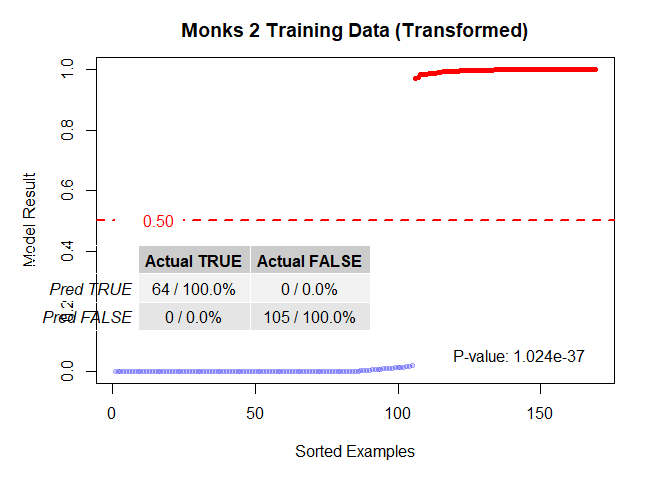 Monks 2 Training Data (Transformed)
Model Result
1.0
0.8
0.6
0.4
0.2
0.0
0.50
Actual TRUE Actual FALSE
Pred TRUE 64 / 100.0% 0 / 0.0%
Pred FALSE 0 / 0.0% 105 / 100.0%
P-value: 1.024e-37
0 50 100 150
Sorted Examples